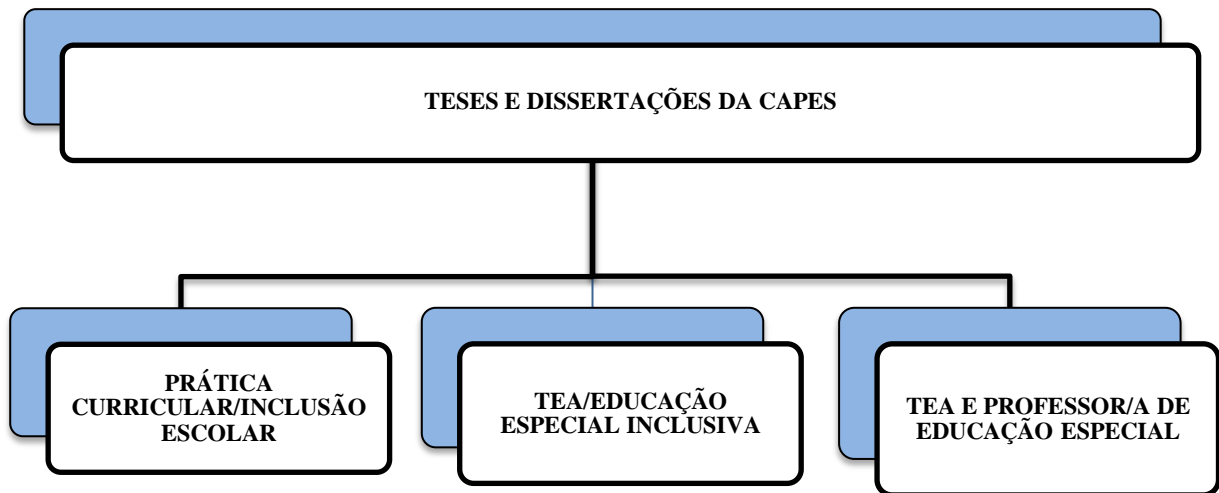 TESES E DISSERTAÇÕES DA CAPES
PRÁTICA
CURRICULAR/INCLUSÃO
ESCOLAR
TEA/EDUCAÇÃO
ESPECIAL INCLUSIVA
TEA E PROFESSOR/A DE
EDUCAÇÃO ESPECIAL